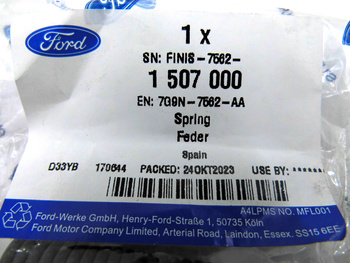 Ford
1 x
SN: FINIS-7562-
1 507 000
EN: 7G9N-7562-AA
Spring
Feder
Spain
D33YB 170644 PACKED: 24OKT2023 USE BY: ******
A4LPMS NO. MFL001
Ford-Werke GmbH, Henry-Ford-Straße 1, 50735 Köln
Ford Motor Company Limited, Arterial Road, Laindon, Essex. SS15 6EE